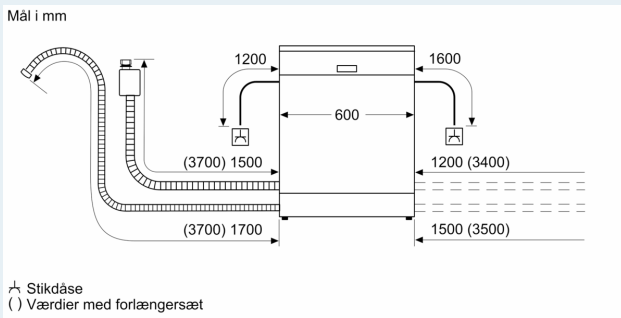 Mål i mm
1200
1600
600
(3700) 1500
1200 (3400)
(3700) 1700
1500 (3500)
Stikdåse
( ) Værdier med forlængersæt